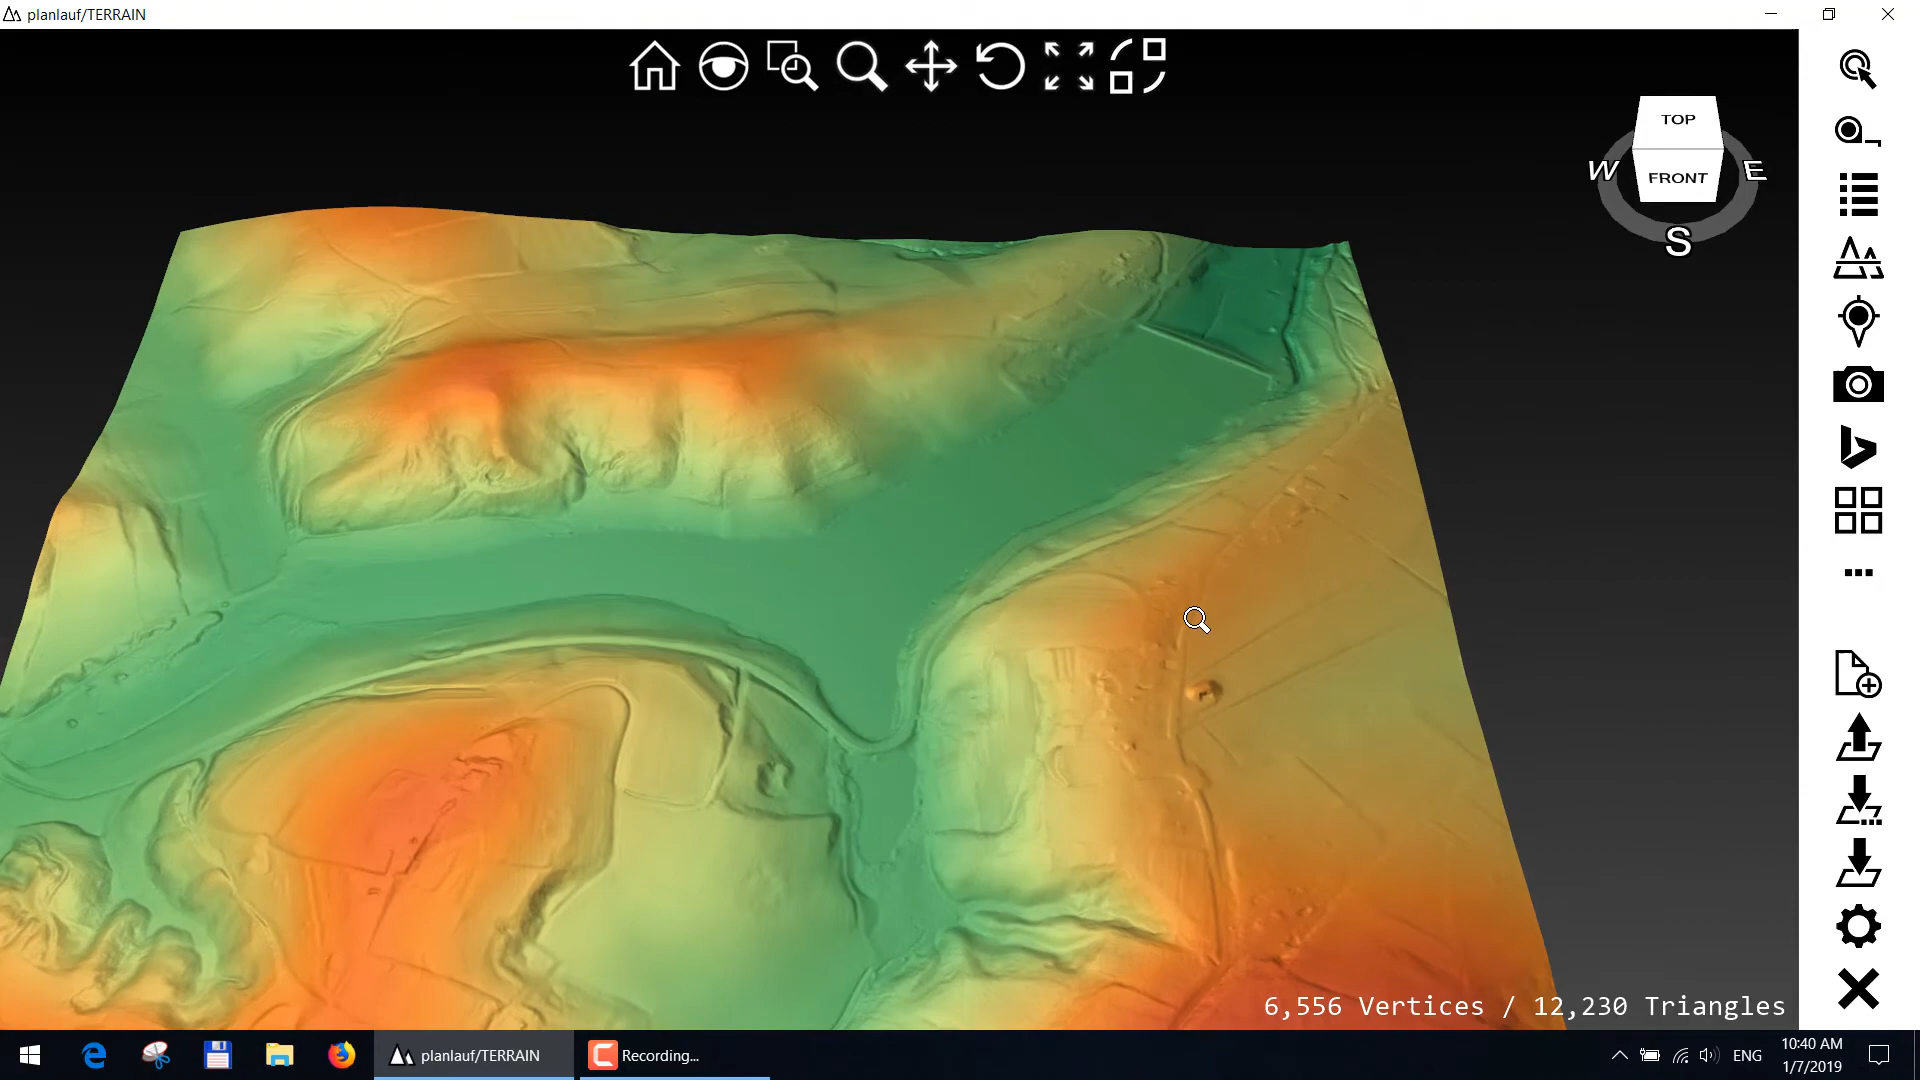 planlauf/TERRAIN
TOP
W
FRONT
E
S
6,556 Vertices / 12,230 Triangles
planlauf/TERRAIN
Recording...
ENG
10:40 AM
1/7/2019